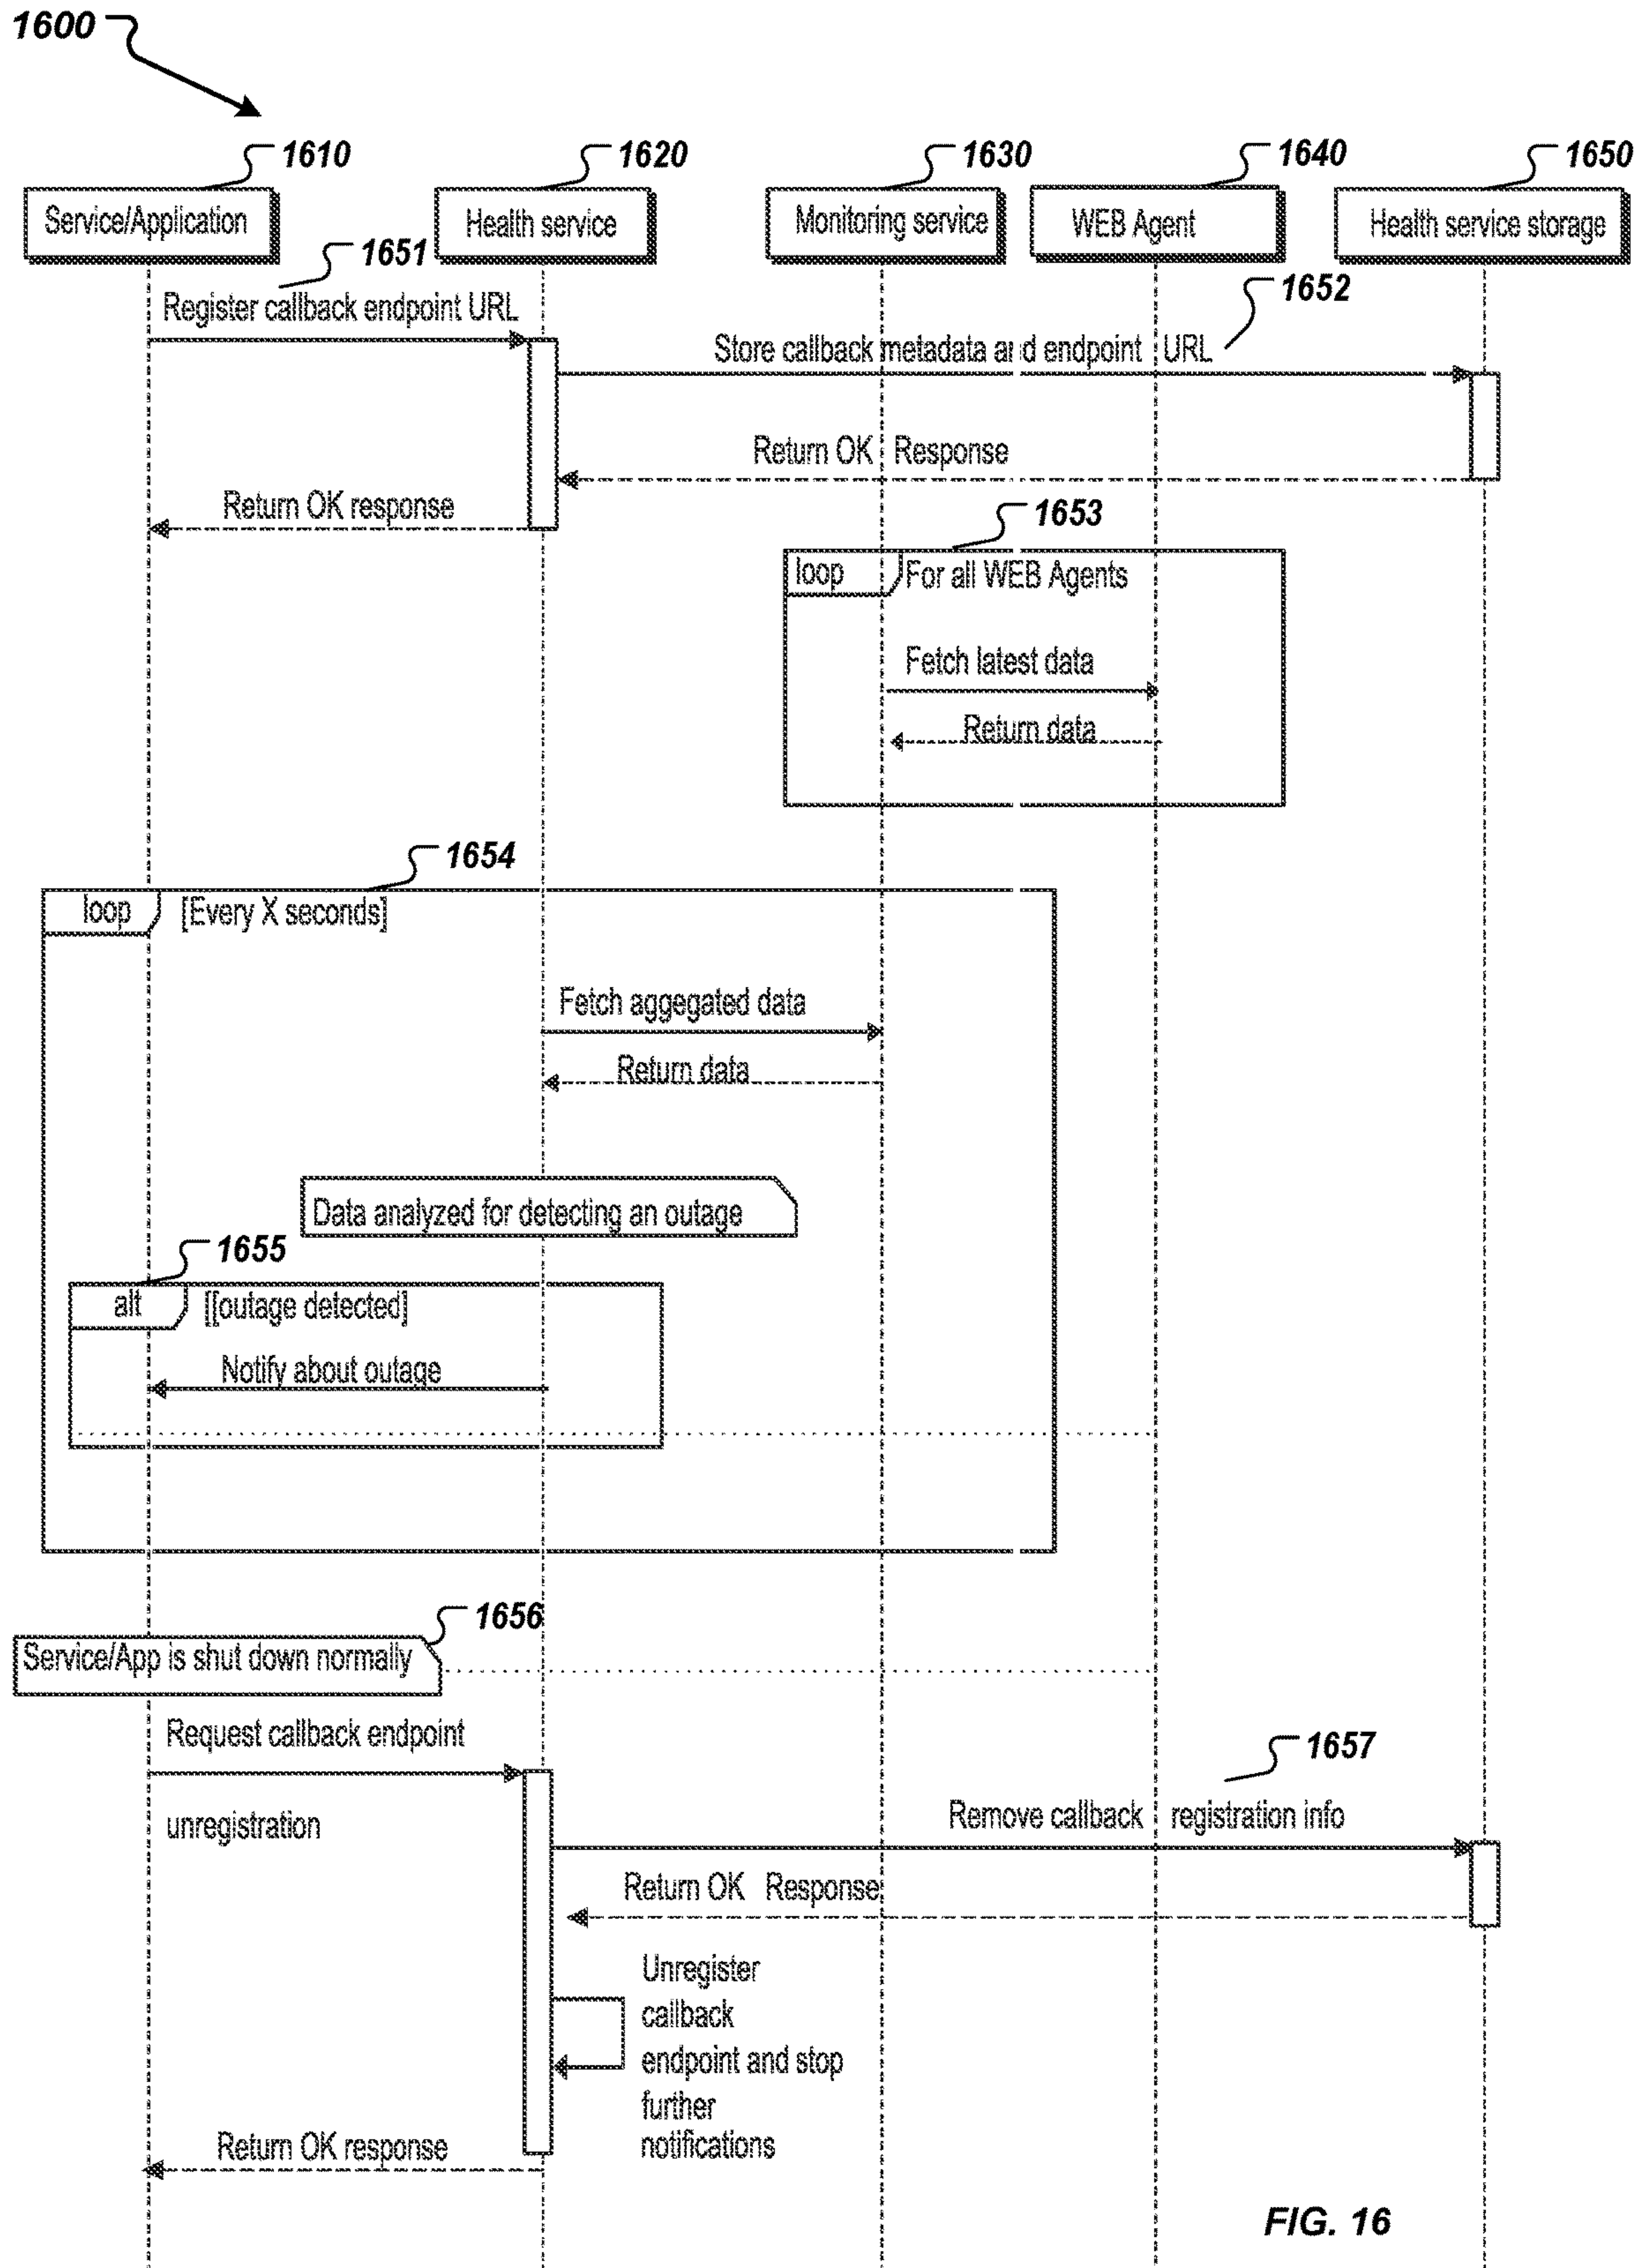 1600
1610
1620
1630
1640
1650
Service/Application
Health service
Monitoring service
WEB Agent
Health service storage
1651
Register callback endpoint URL
1652
Store callback metadata and endpoint URL
Return OK Response
Return OK response
1653
loop
For all WEB Agents
Fetch latest data
Return data
1654
loop
[Every X seconds]
Fetch aggegated data
Return data
Data analyzed for detecting an outage
1655
alt
[[outage detected]
Notify about outage
1656
Service/App is shut down normally
Request callback endpoint
unregistration
1657
Remove callback registration info
Return OK Response
Unregister
callback
endpoint and stop
further
notifications
Return OK response
FIG. 16